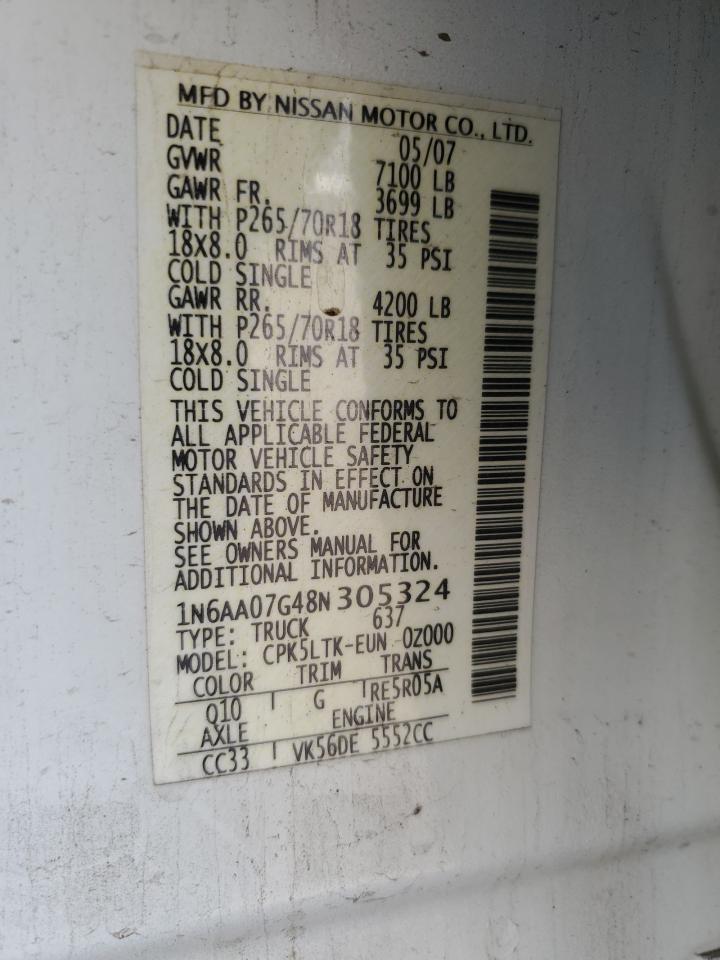 MFD BY NISSAN MOTOR CO., LTD.
DATE 05/07
GVWR 7100 LB
GAWR FR. 3699 LB
WITH P265/70R18 TIRES
18X8.0 RIMS AT 35 PSI
COLD SINGLE
GAWR RR. 4200 LB
WITH P265/70R18 TIRES
18X8.0 RIMS AT 35 PSI
COLD SINGLE
THIS VEHICLE CONFORMS TO
ALL APPLICABLE FEDERAL
MOTOR VEHICLE SAFETY
STANDARDS IN EFFECT ON
THE DATE OF MANUFACTURE
SHOWN ABOVE.
SEE OWNERS MANUAL FOR
ADDITIONAL INFORMATION.
1N6AA07G48N305324
TYPE: TRUCK 637
MODEL: CPK5LTK-EUN 0Z000
COLOR TRIM TRANS
Q10 G RE5R05A
AXLE ENGINE
CC33 VK56DE 5552CC